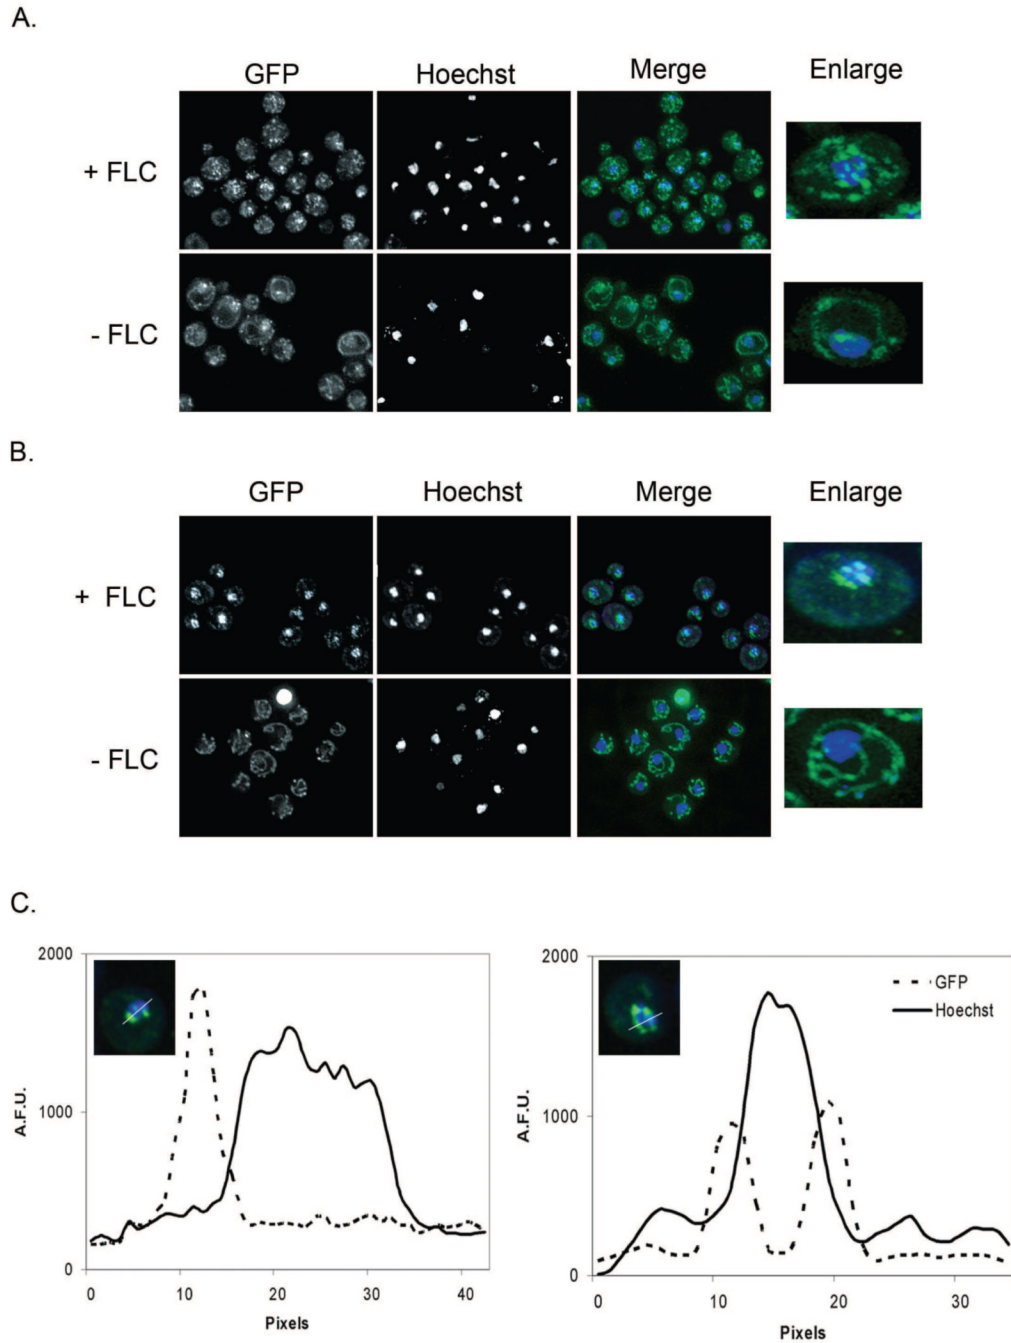 A.
GFP Hoechst Merge Enlarge
+ FLC
- FLC
B.
GFP Hoechst Merge Enlarge
+ FLC
- FLC
C.
2000
1000
0
A.F.U.
0 10 20 30 40
Pixels
2000
1000
0
A.F.U.
GFP
Hoechst
0 10 20 30
Pixels